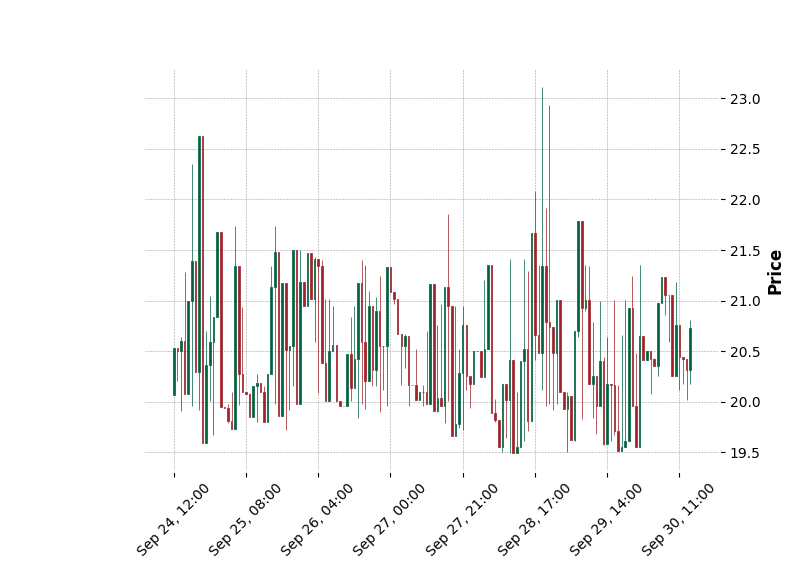 23.0
22.5
22.0
21.5
21.0
20.5
20.0
19.5
Price
Sep 24, 12:00
Sep 25, 08:00
Sep 26, 04:00
Sep 27, 00:00
Sep 27, 21:00
Sep 28, 17:00
Sep 29, 14:00
Sep 30, 11:00